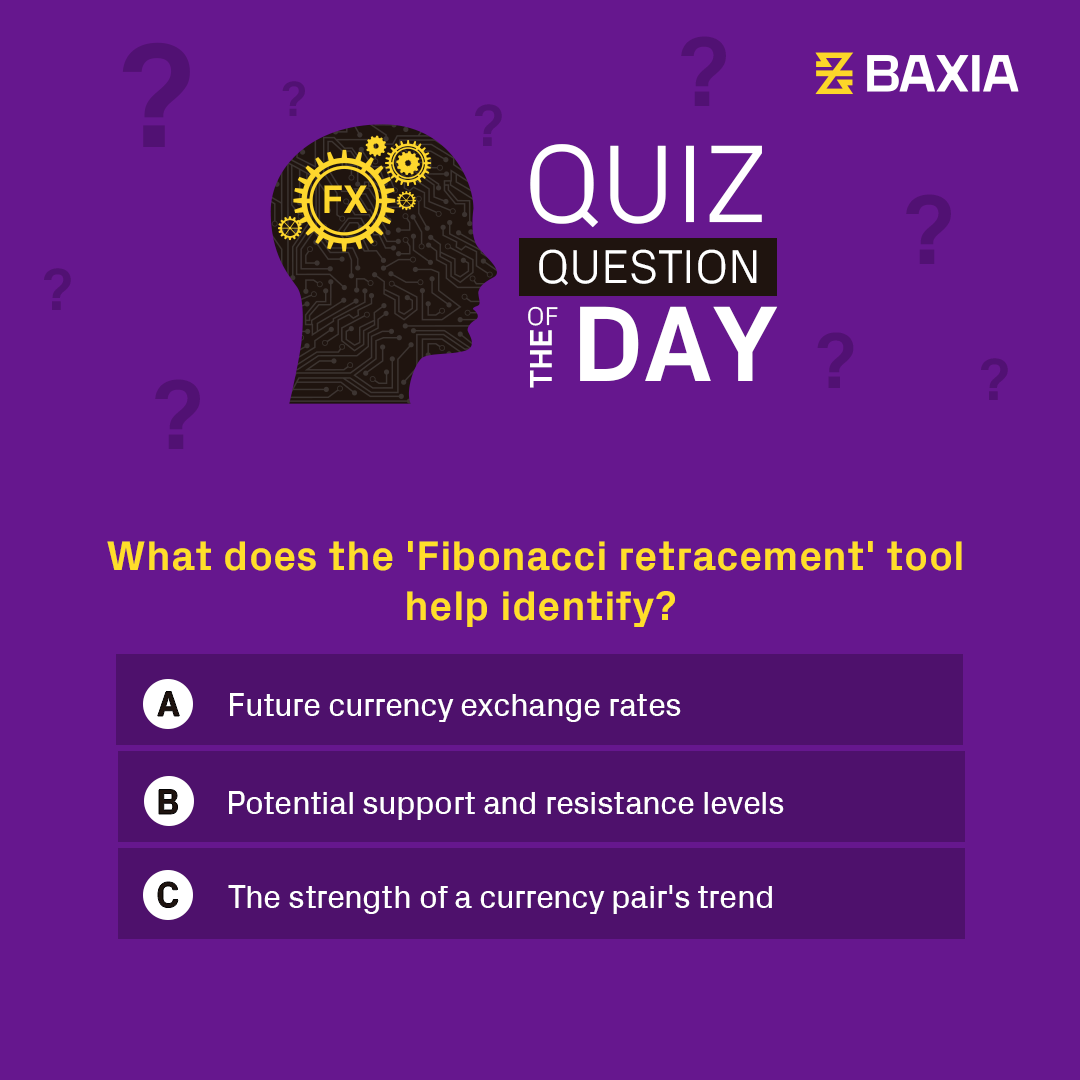 BAXIA
FX
QUIZ
QUESTION
OF THE DAY
What does the 'Fibonacci retracement' tool
help identify?
A Future currency exchange rates
B Potential support and resistance levels
C The strength of a currency pair's trend